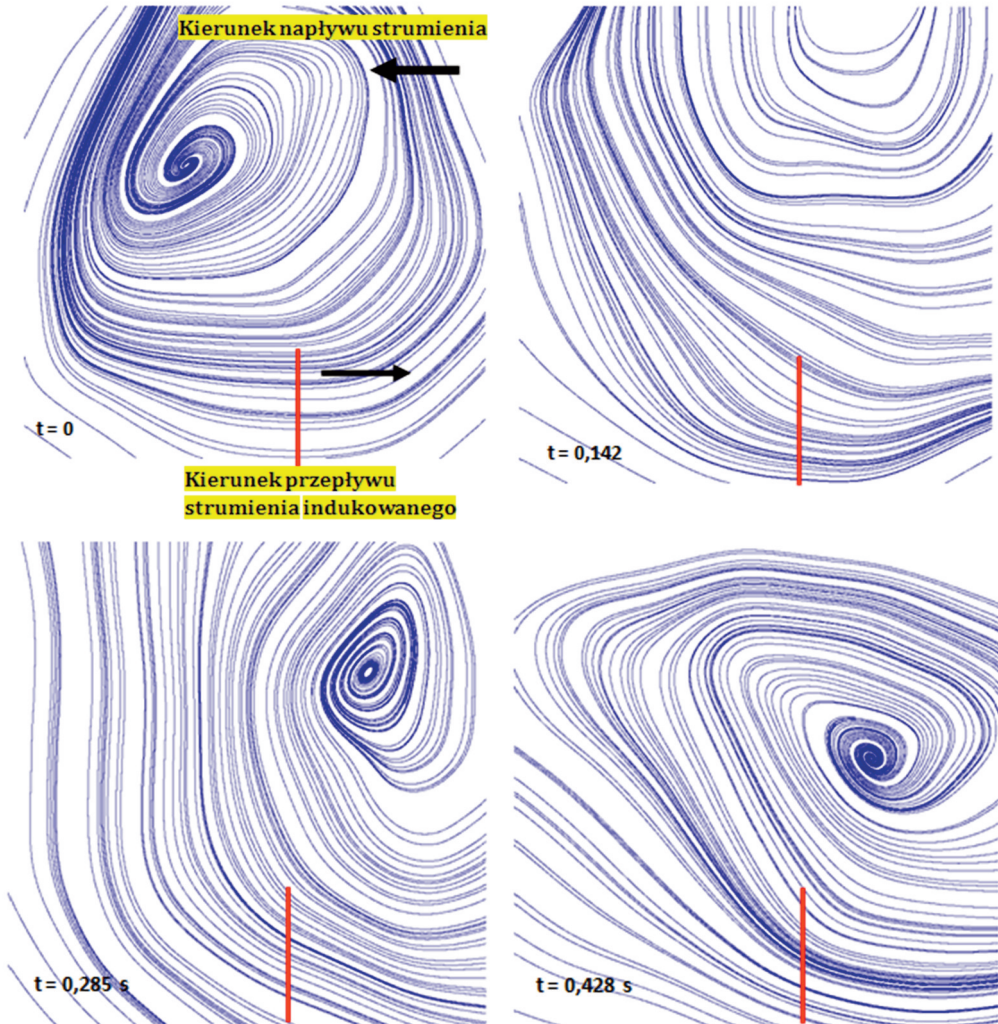 Kierunek napływu strumienia
t = 0
t = 0,142
Kierunek przepływu
strumienia indukowanego
t = 0,285 s
t = 0,428 s